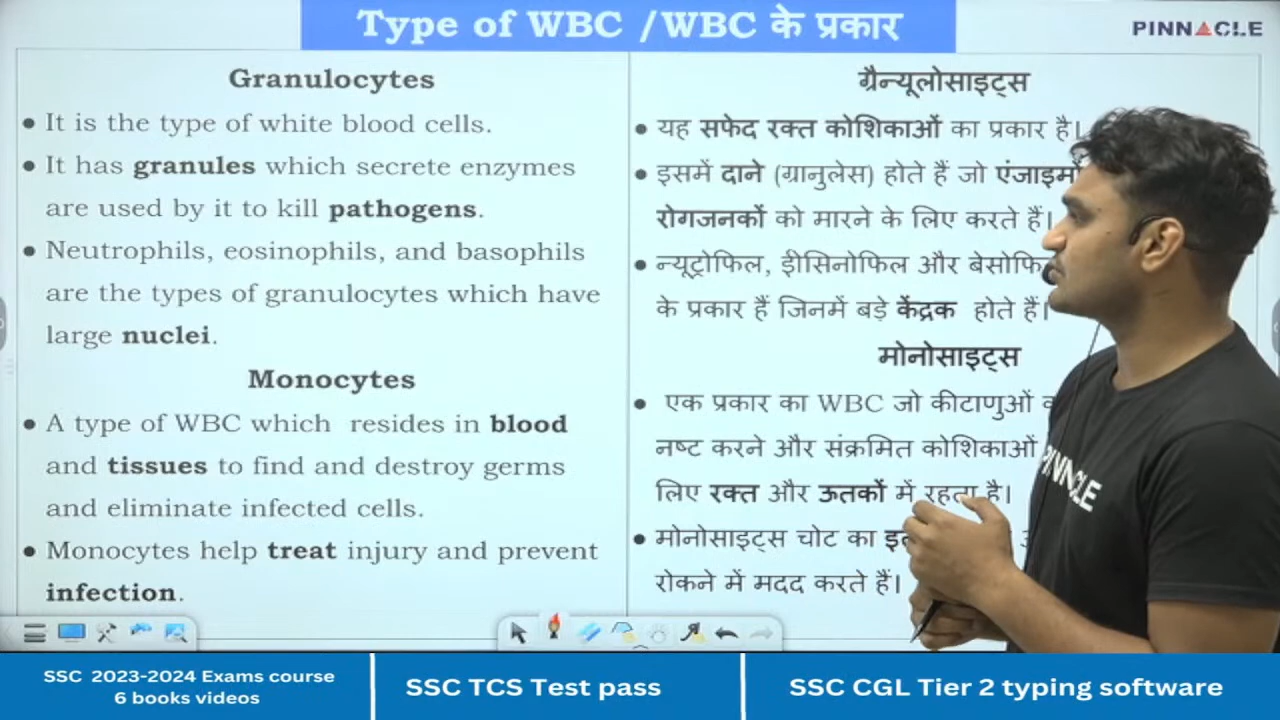 Type of WBC /WBC के प्रकार
PINNACLE
Granulocytes
● It is the type of white blood cells.
● It has granules which secrete enzymes
are used by it to kill pathogens.
● Neutrophils, eosinophils, and basophils
are the types of granulocytes which have
large nuclei.
Monocytes
● A type of WBC which resides in blood
and tissues to find and destroy germs
and eliminate infected cells.
● Monocytes help treat injury and prevent
infection.
ग्रैन्यूलोसाइट्स
● यह सफेद रक्त कोशिकाओं का प्रकार है।
● इसमें दाने (ग्रानुलेस) होते हैं जो
रोगजनकों को मारने के लिए करते हैं।
● न्यूट्रोफिल, ईोसिनोफिल और
के प्रकार हैं जिनमें बड़े केंद्रक होते हैं।
मोनोसाइट्स
● एक प्रकार का WBC जो कीटाणुओं
नष्ट करने और संक्रमित कोशिकाओं
लिए रक्त और ऊतकों में रहता है।
● मोनोसाइट्स चोट का
रोकने में मदद करते हैं।
PINNACLE
SSC 2023-2024 Exams course
6 books videos
SSC TCS Test pass
SSC CGL Tier 2 typing software